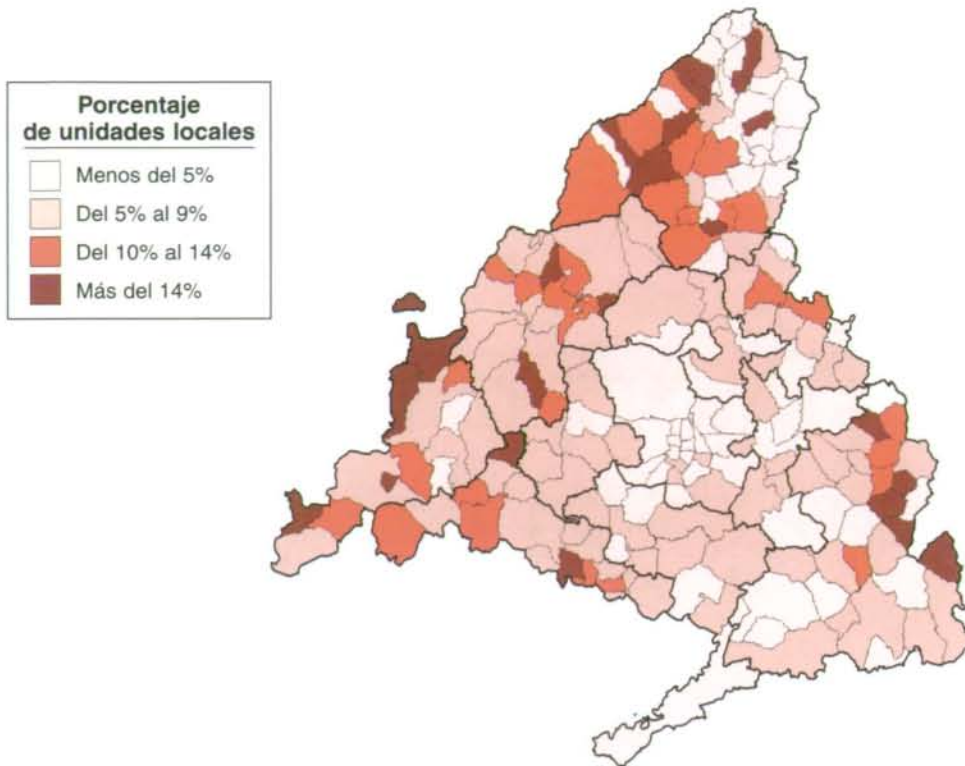 Porcentaje
de unidades locales
Menos del 5%
Del 5% al 9%
Del 10% al 14%
Más del 14%